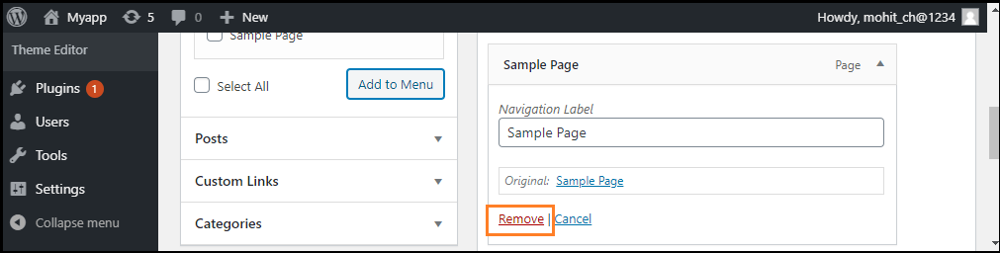 Myapp 5 0 New Howdy, mohit_ch@1234
Theme Editor
Plugins 1
Users
Tools
Settings
Collapse menu
Sample Page
Select All Add to Menu
Posts
Custom Links
Categories
Sample Page Page
Navigation Label
Sample Page
Original: Sample Page
Remove | Cancel